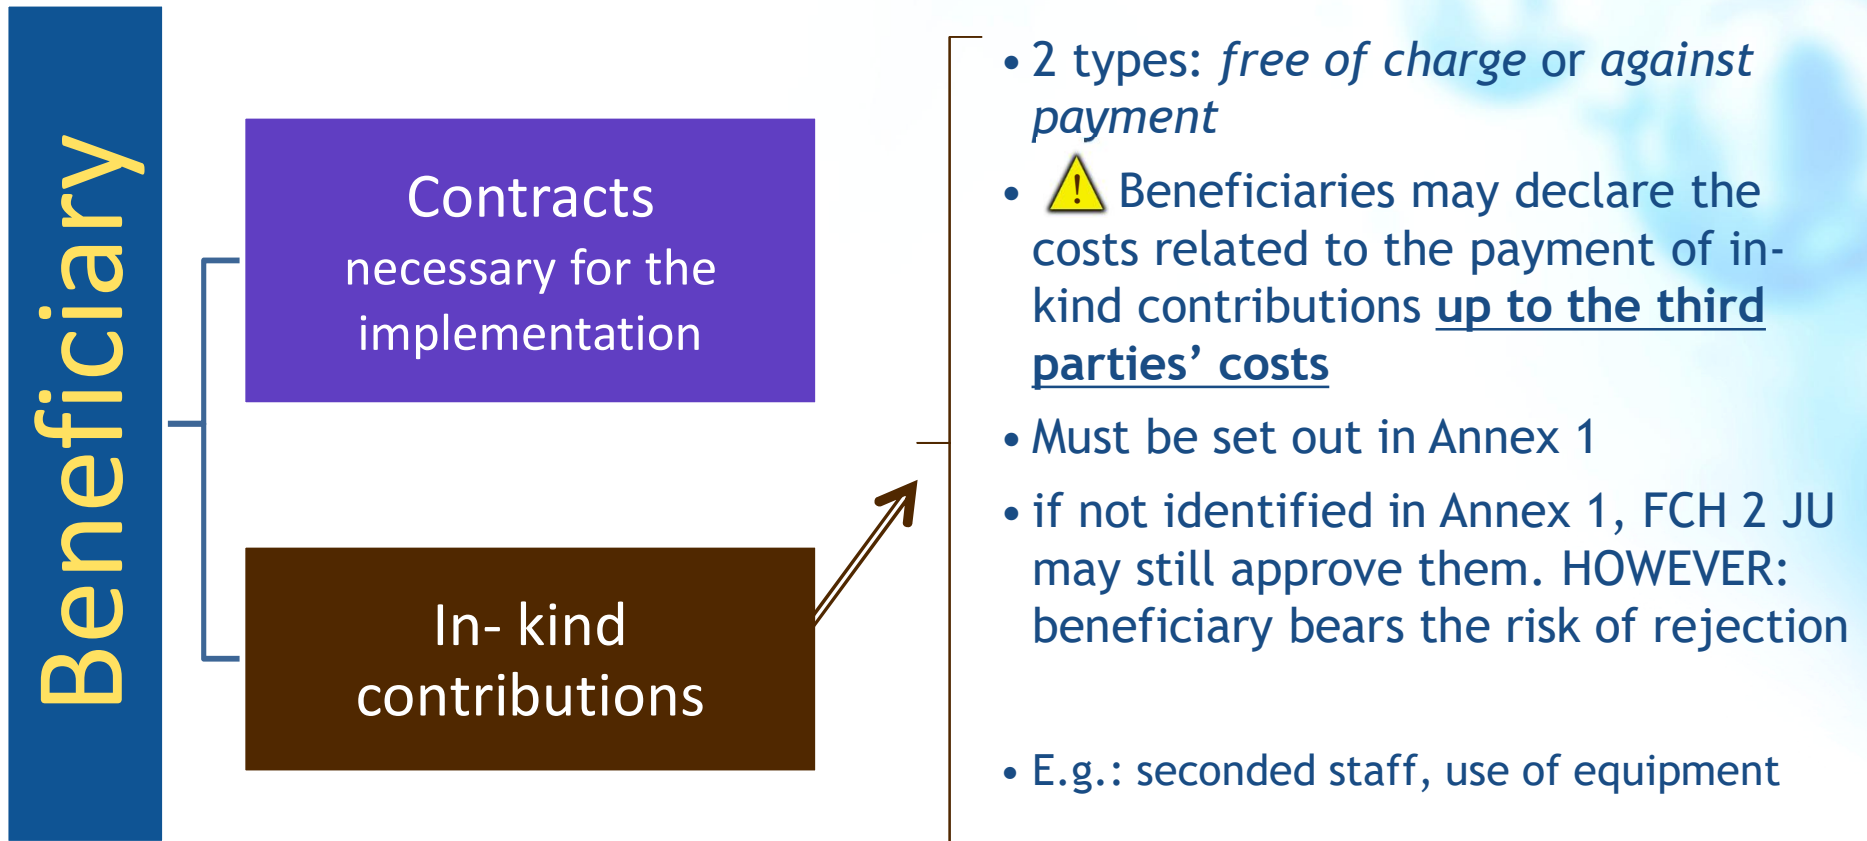 Beneficiary
Contracts
necessary for the
implementation
In- kind
contributions
• 2 types: free of charge or against
payment
• ! Beneficiaries may declare the
costs related to the payment of in-
kind contributions up to the third
parties’ costs
• Must be set out in Annex 1
• if not identified in Annex 1, FCH 2 JU
may still approve them. HOWEVER:
beneficiary bears the risk of rejection
• E.g.: seconded staff, use of equipment